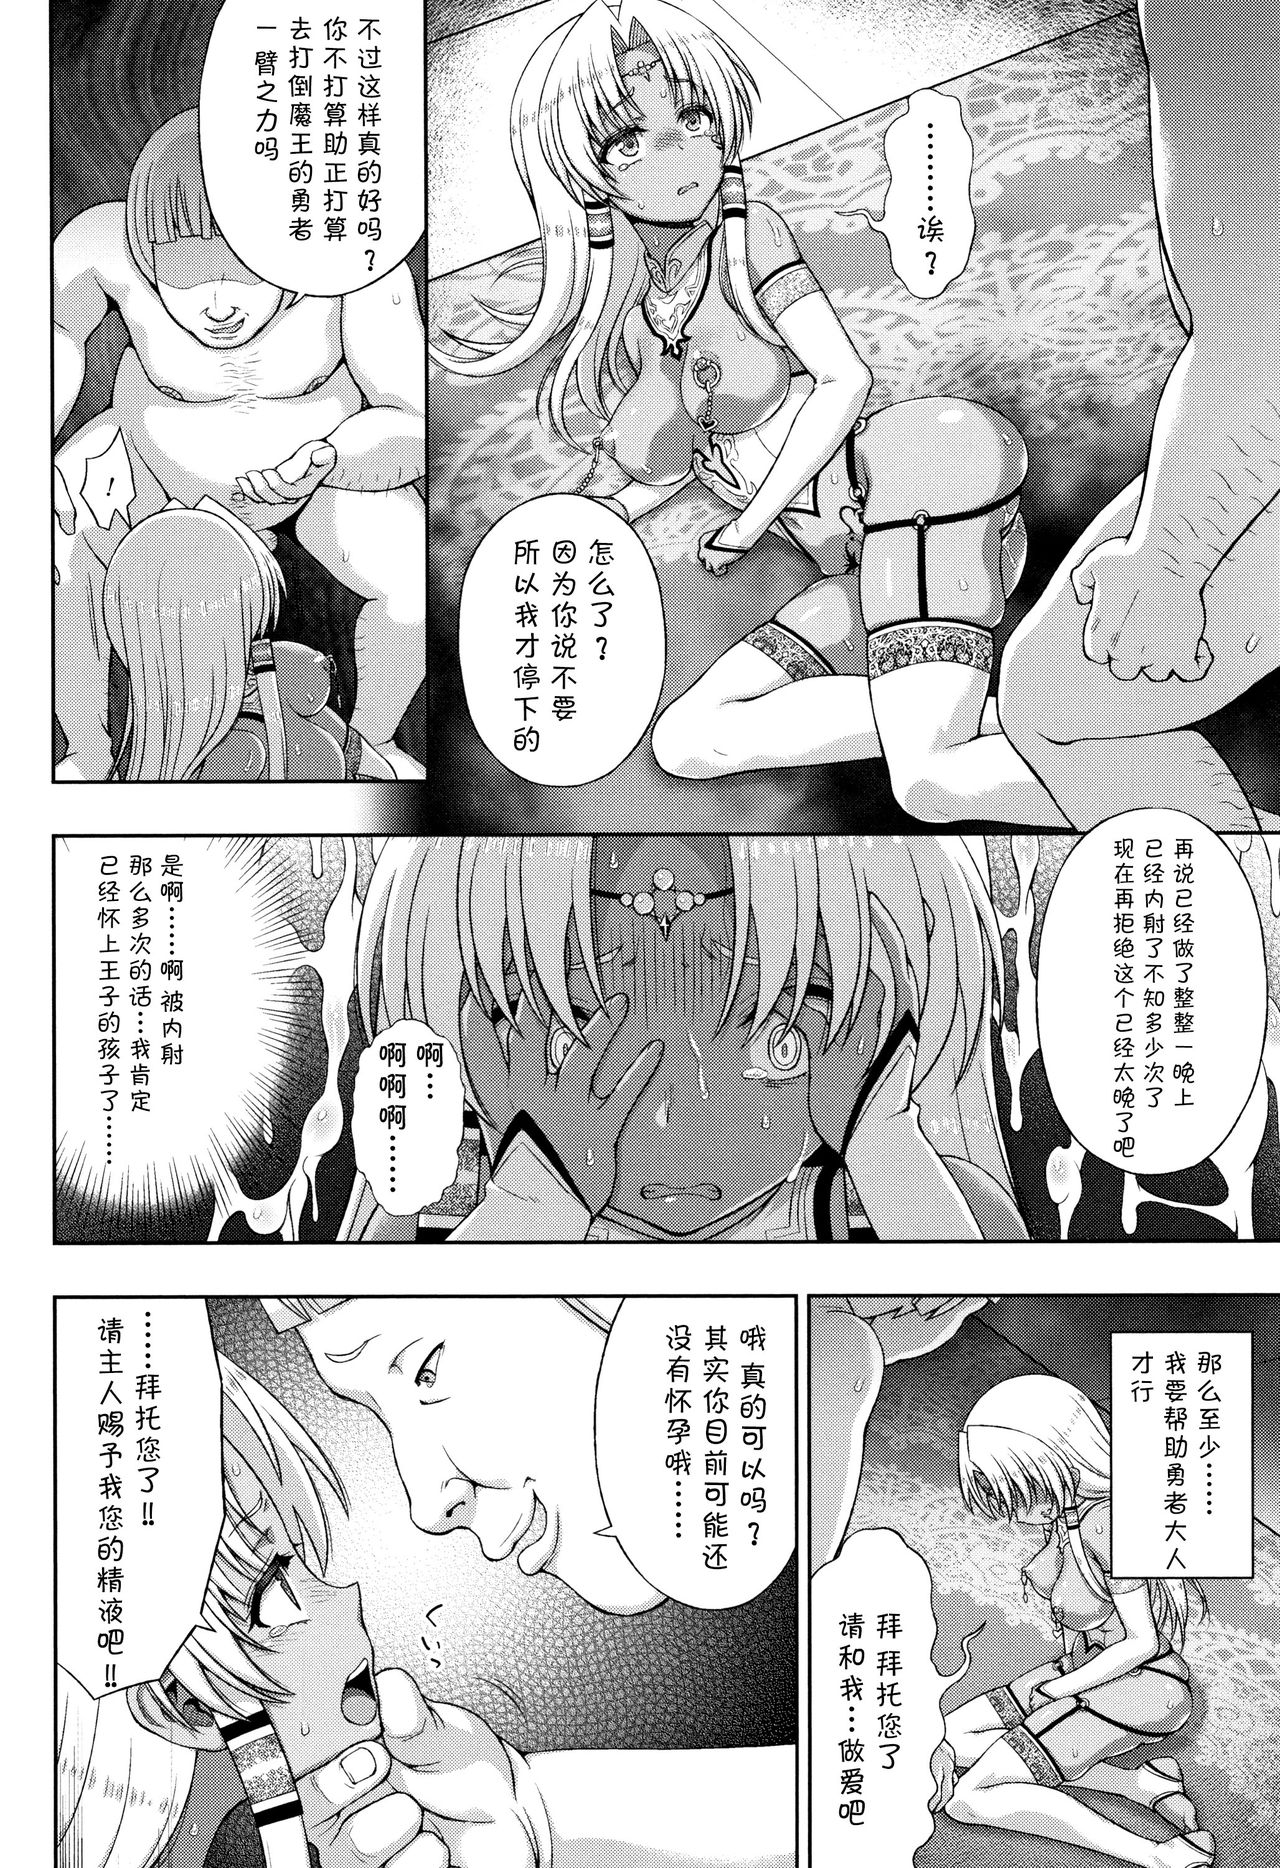 ………诶？
怎么了？
因为你说不要
所以我才停下的
不过这样真的好吗？
你不打算助正打算
去打倒魔王的勇者
一臂之力吗
！
再说已经做了整整一晚上
已经内射了不知多少次了
现在再拒绝这个已经太晚了吧
啊…
啊啊啊……
是啊……啊被内射
那么多次的话…我肯定
已经怀上王子的孩子了……
那么至少……
我要帮助勇者大人
才行
拜 拜托您了
请和我…做爱吧
哦真的可以吗？
其实你目前可能还
没有怀孕哦……
くいっ
……拜托您了!!
请主人赐予我您的精液吧!!